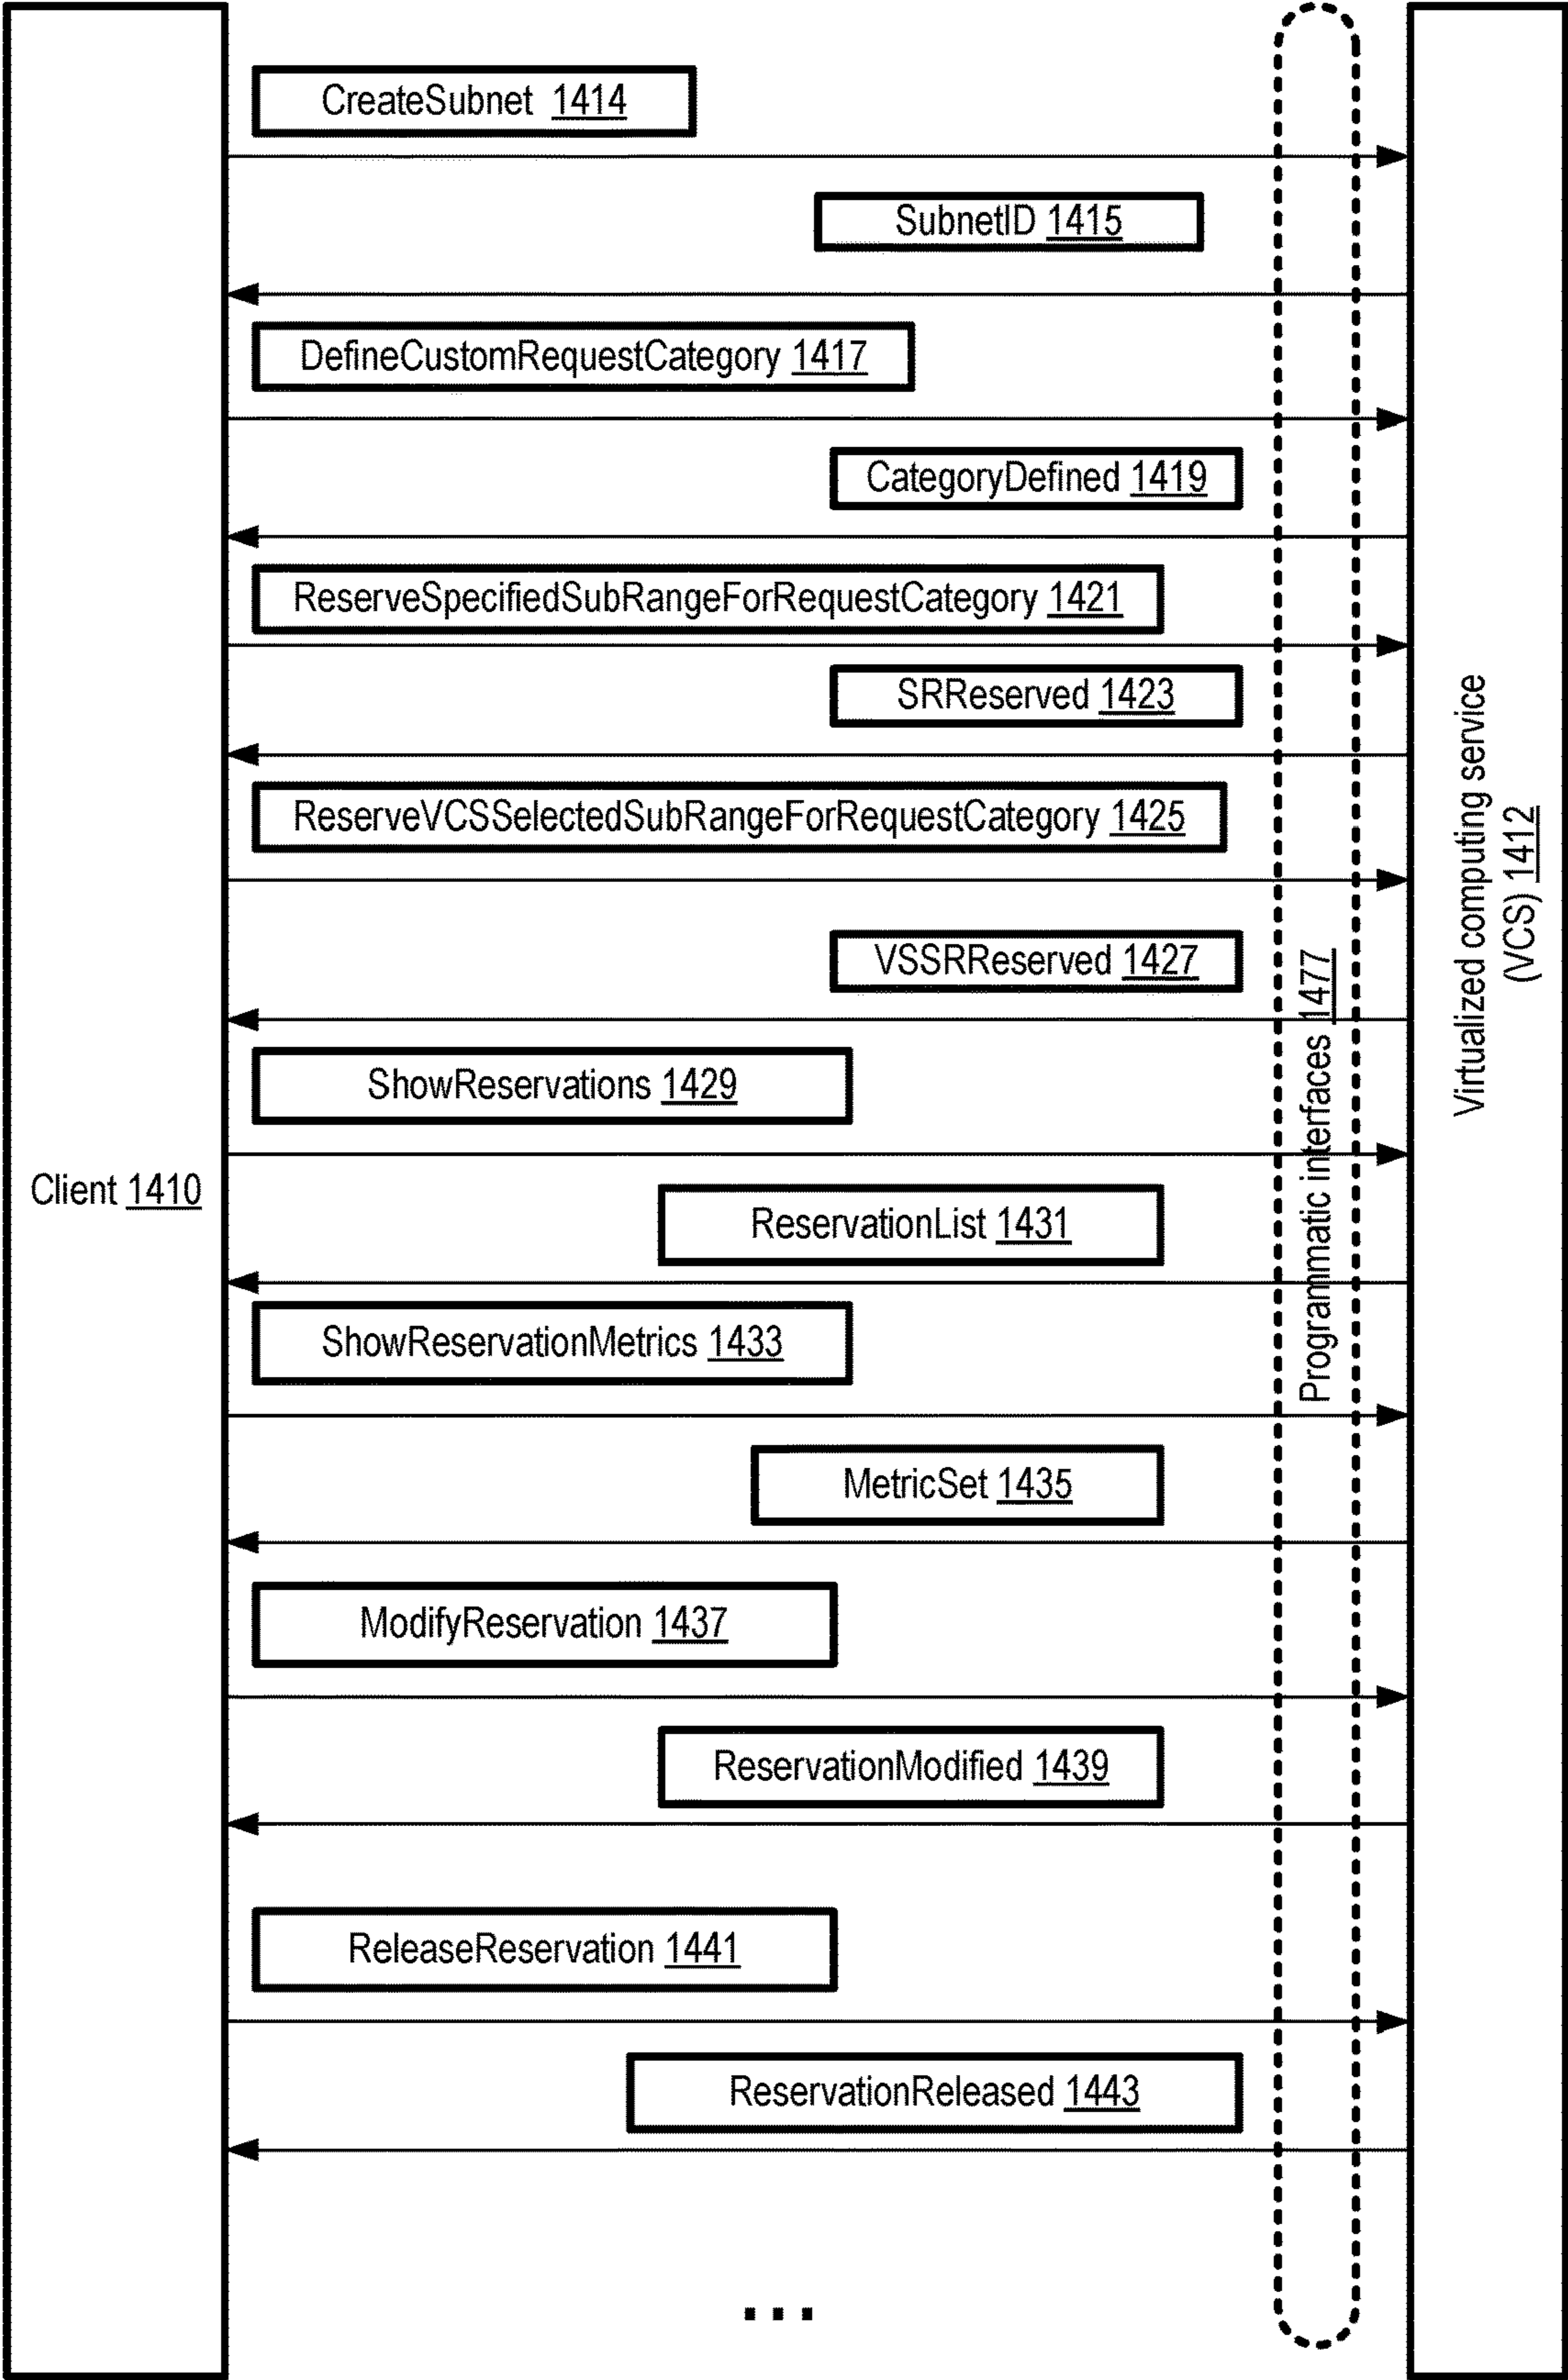 CreateSubnet 1414
SubnetID 1415
DefineCustomRequestCategory 1417
CategoryDefined 1419
ReserveSpecifiedSubRangeForRequestCategory 1421
SRReserved 1423
ReserveVCSSelectedSubRangeForRequestCategory 1425
VSSRReserved 1427
ShowReservations 1429
Client 1410
ReservationList 1431
ShowReservationMetrics 1433
MetricSet 1435
ModifyReservation 1437
ReservationModified 1439
ReleaseReservation 1441
ReservationReleased 1443
...
Programmatic interfaces 1477
Virtualized computing service
(VCS) 1412